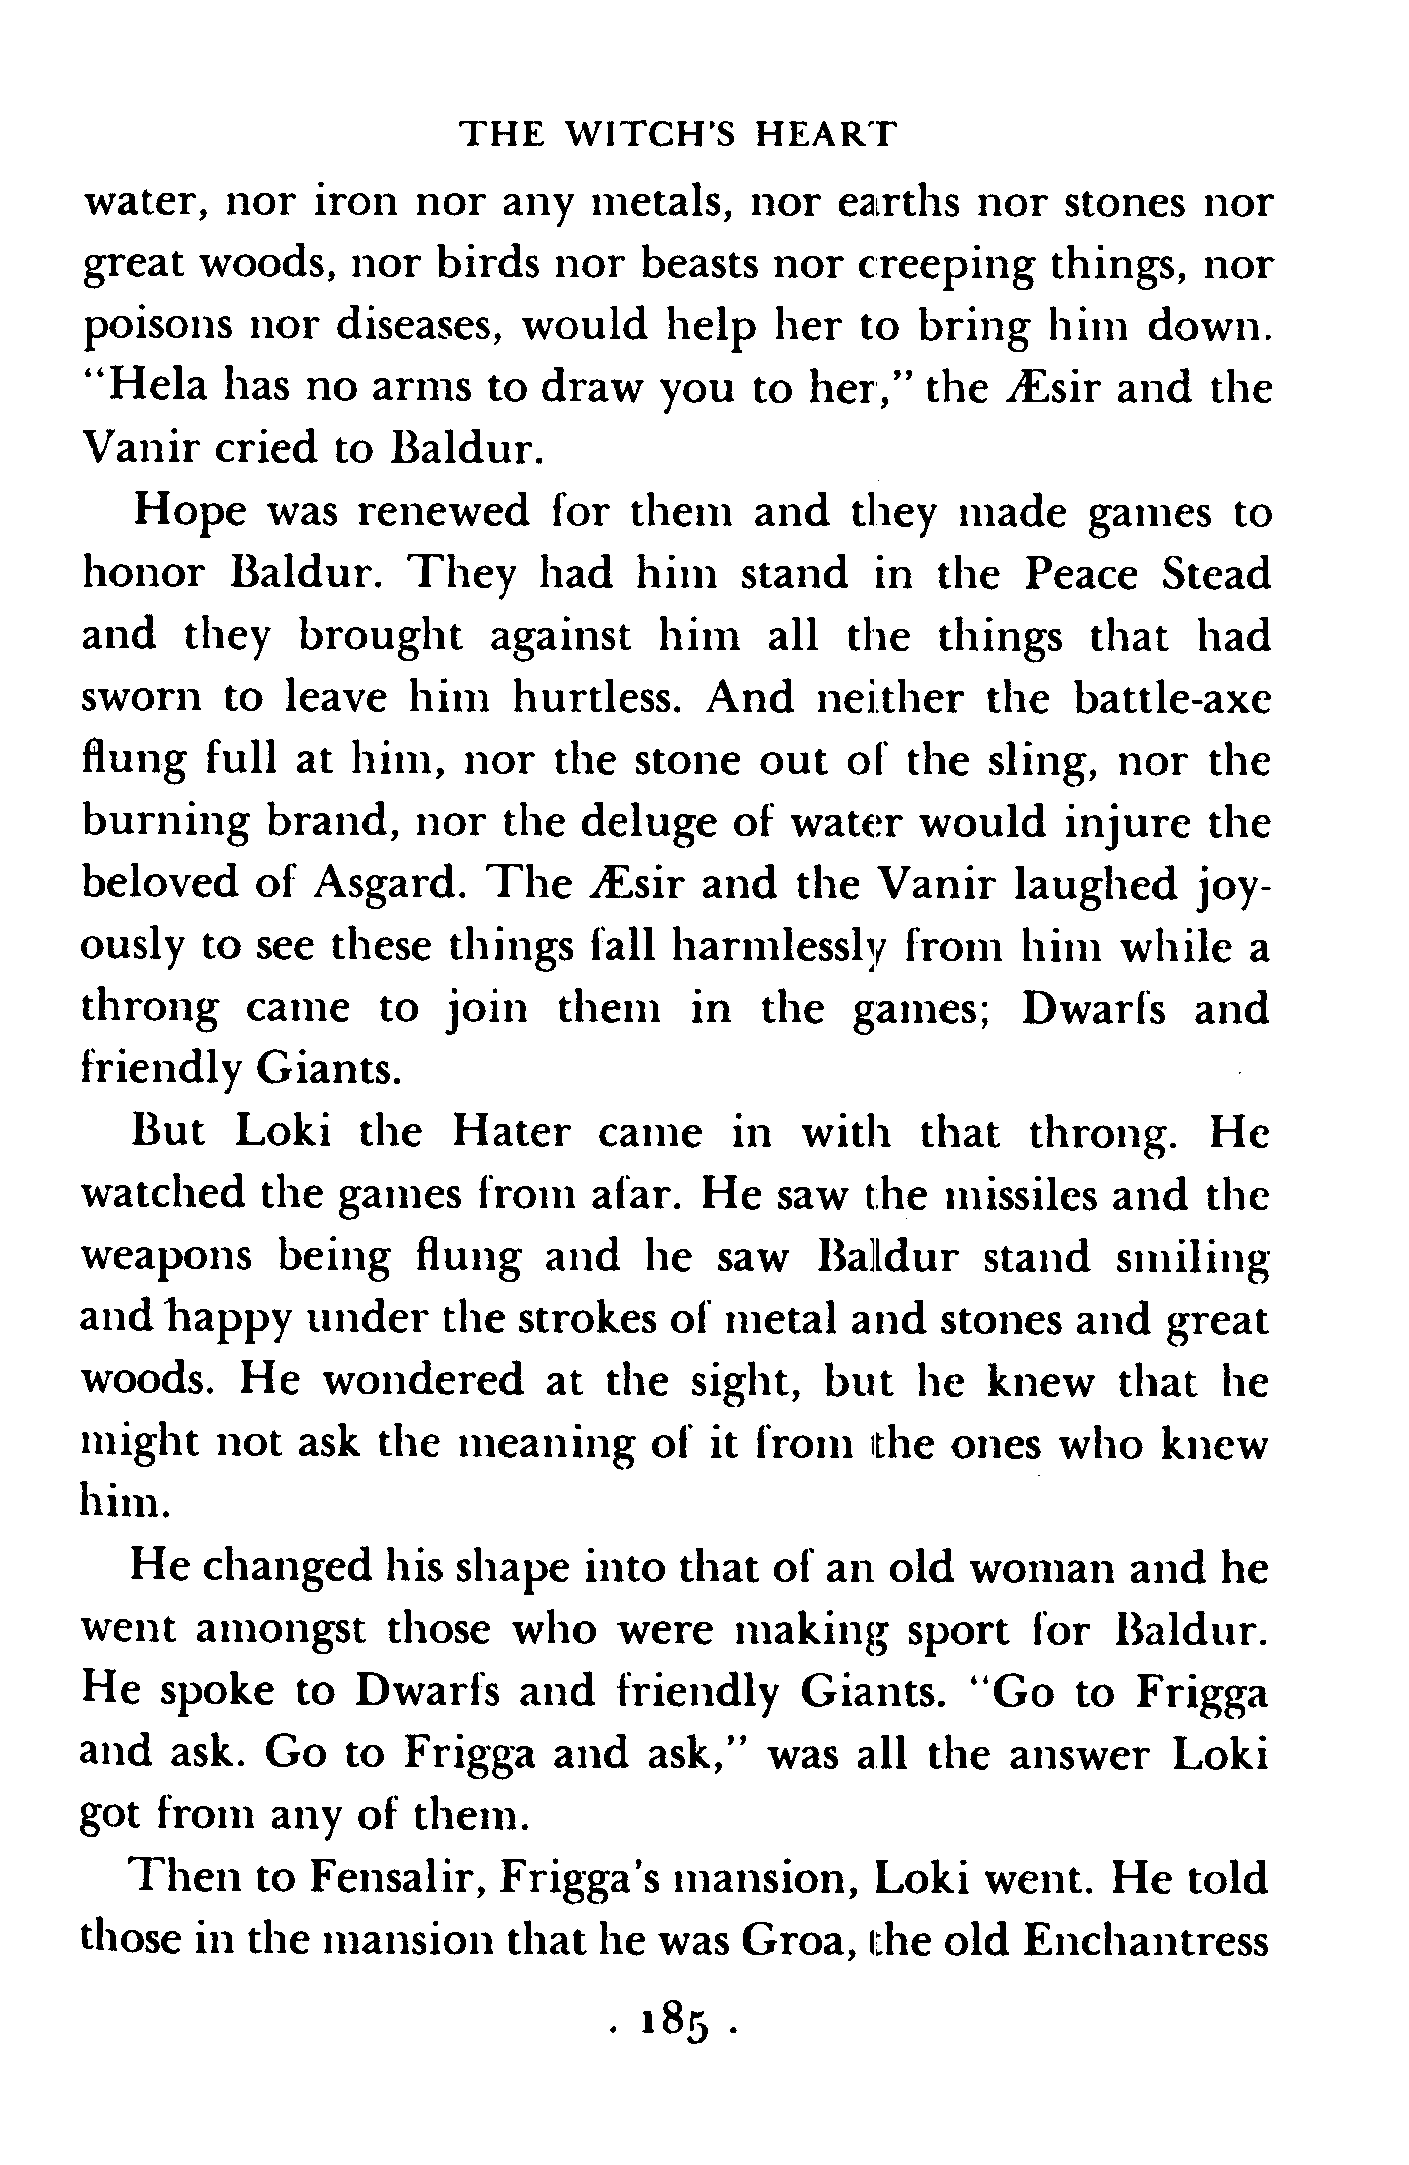 THE WITCH'S HEART
water, nor iron nor any metals, nor earths nor stones nor
great woods, nor birds nor beasts nor creeping things, nor
poisons nor diseases, would help her to bring him down.
"Hela has no arms to draw you to her," the Æsir and the
Vanir cried to Baldur.
Hope was renewed for them and they made games to
honor Baldur. They had him stand in the Peace Stead
and they brought against him all the things that had
sworn to leave him hurtless. And neither the battle-axe
flung full at him, nor the stone out of the sling, nor the
burning brand, nor the deluge of water would injure the
beloved of Asgard. The Æsir and the Vanir laughed joy-
ously to see these things fall harmlessly from him while a
throng came to join them in the games; Dwarfs and
friendly Giants.
But Loki the Hater came in with that throng. He
watched the games from afar. He saw the missiles and the
weapons being flung and he saw Baldur stand smiling
and happy under the strokes of metal and stones and great
woods. He wondered at the sight, but he knew that he
might not ask the meaning of it from the ones who knew
him.
He changed his shape into that of an old woman and he
went amongst those who were making sport for Baldur.
He spoke to Dwarfs and friendly Giants. "Go to Frigga
and ask. Go to Frigga and ask," was all the answer Loki
got from any of them.
Then to Fensalir, Frigga's mansion, Loki went. He told
those in the mansion that he was Groa, the old Enchantress
. 185 .